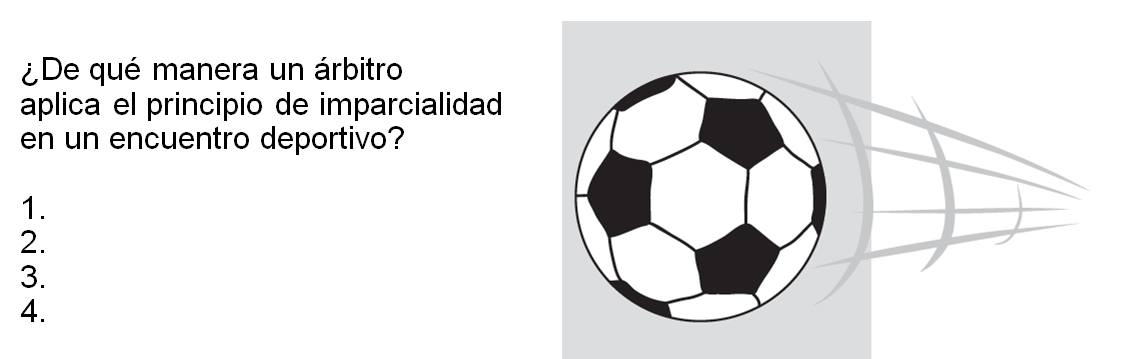 ¿De qué manera un árbitro
aplica el principio de imparcialidad
en un encuentro deportivo?
1.
2.
3.
4.